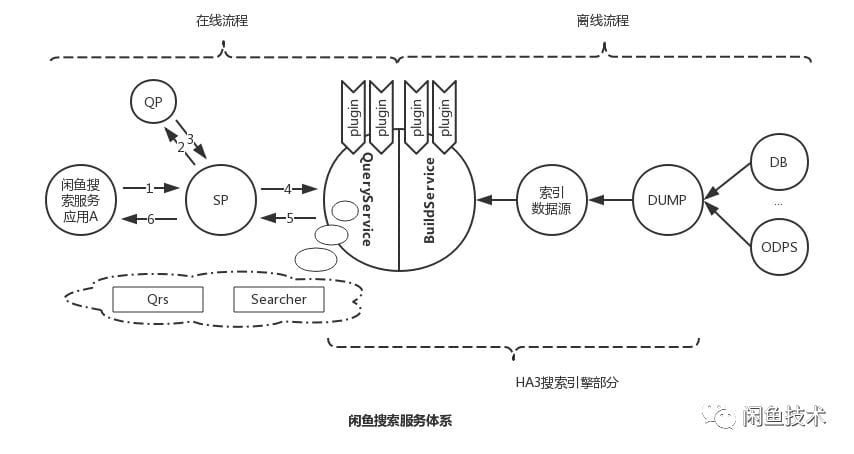 在线流程
离线流程
QP
plugin
plugin
plugin
plugin
3
2
闲鱼搜
索服务
应用A
1
6
SP
4
5
QueryService
BuildService
索引
数据源
DUMP
DB
...
ODPS
Qrs
Searcher
HA3搜索引擎部分
闲鱼搜索服务体系
闲鱼技术